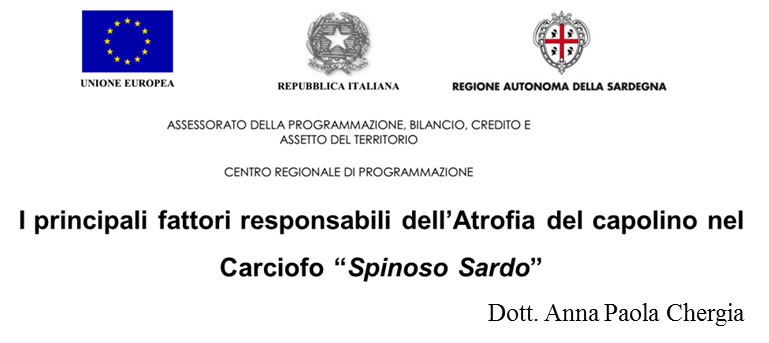 UNIONE EUROPEA
REPUBBLICA ITALIANA
REGIONE AUTONOMA DELLA SARDEGNA
ASSESSORATO DELLA PROGRAMMAZIONE, BILANCIO, CREDITO E
ASSETTO DEL TERRITORIO
CENTRO REGIONALE DI PROGRAMMAZIONE
I principali fattori responsabili dell’Atrofia del capolino nel
Carciofo “Spinoso Sardo”
Dott. Anna Paola Chergia